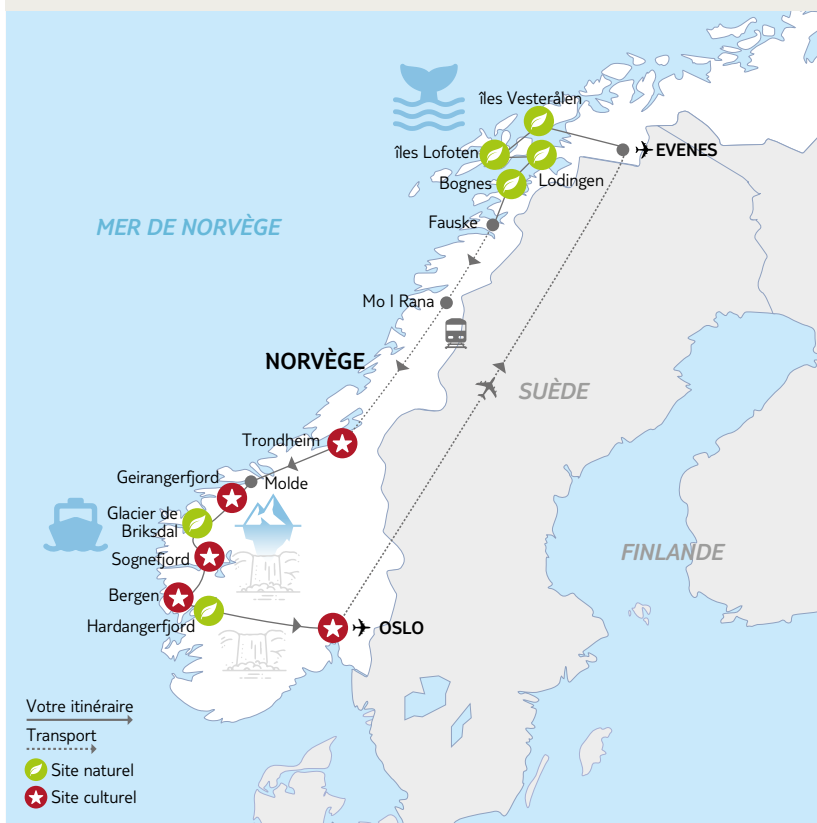 îles Vesterålen
EVENES
îles Lofoten
Lodingen
Bognes
Fauske
MER DE NORVÈGE
Mo I Rana
NORVÈGE
SUÈDE
Trondheim
Geirangerfjord
Molde
Glacier de
Briksdal
Sognefjord
FINLANDE
Bergen
Hardangerfjord
OSLO
Votre itinéraire
Transport
Site naturel
Site culturel